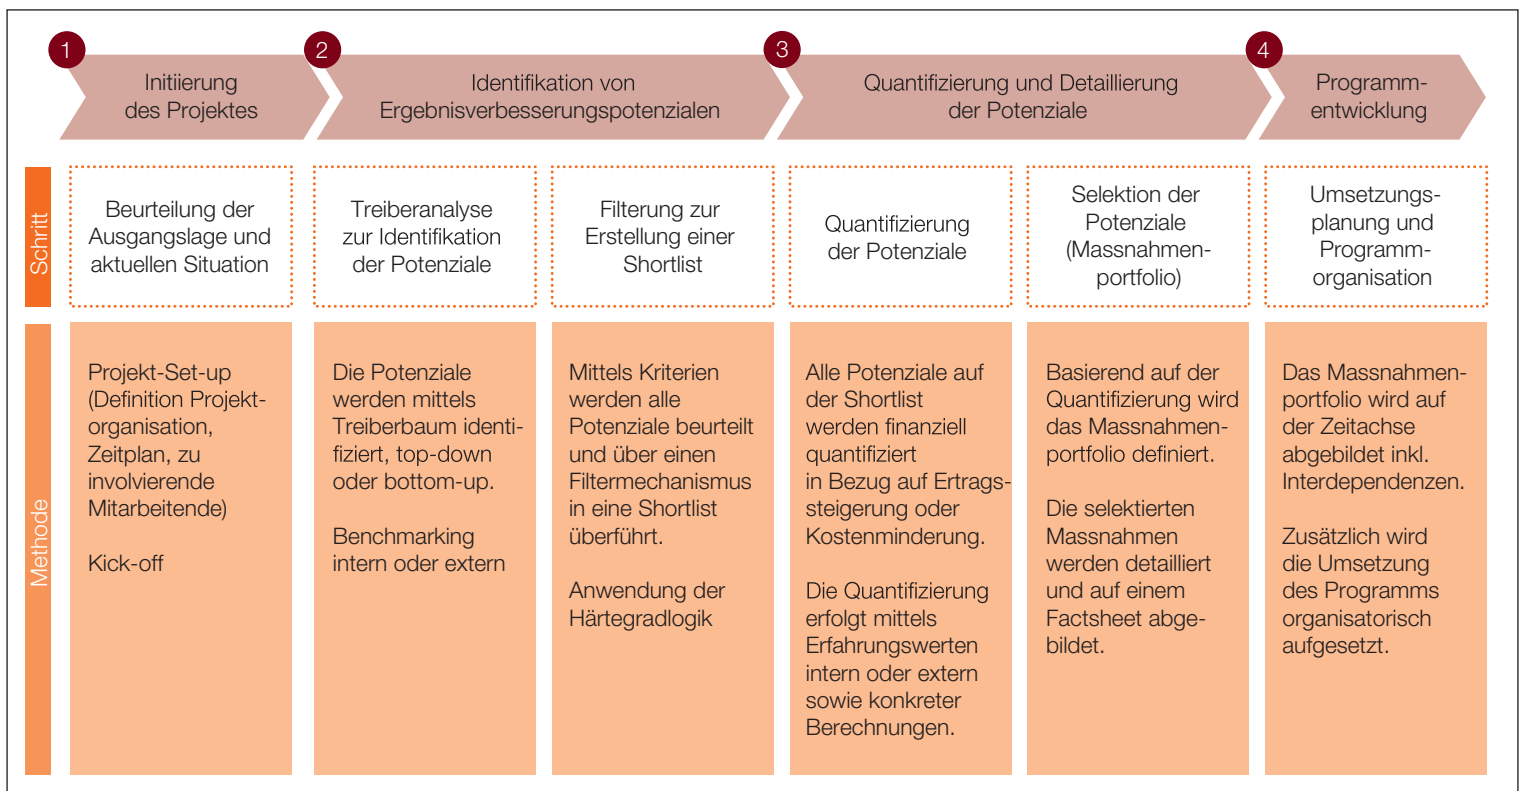 1
Initiierung
des Projektes
2
Identifikation von
Ergebnisverbesserungspotenzialen
3
Quantifizierung und Detaillierung
der Potenziale
4
Programm-
entwicklung
Schritt
Beurteilung der
Ausgangslage und
aktuellen Situation
Treiberanalyse
zur Identifikation
der Potenziale
Filterung zur
Erstellung einer
Shortlist
Quantifizierung
der Potenziale
Selektion der
Potenziale
(Massnahmen-
portfolio)
Umsetzungs-
planung und
Programm-
organisation
Methode
Projekt-Set-up
(Definition Projekt-
organisation,
Zeitplan, zu
involvierende
Mitarbeitende)
Kick-off
Die Potenziale
werden mittels
Treiberbaum identi-
fiziert, top-down
oder bottom-up.
Benchmarking
intern oder extern
Mittels Kriterien
werden alle
Potenziale beurteilt
und über einen
Filtermechanismus
in eine Shortlist
überführt.
Anwendung der
Härtegradlogik
Alle Potenziale auf
der Shortlist
werden finanziell
quantifiziert
in Bezug auf Ertrags-
steigerung oder
Kostenminderung.
Die Quantifizierung
erfolgt mittels
Erfahrungswerten
intern oder extern
sowie konkreter
Berechnungen.
Basierend auf der
Quantifizierung wird
das Massnahmen-
portfolio definiert.
Die selektierten
Massnahmen
werden detailliert
und auf einem
Factsheet abge-
bildet.
Das Massnahmen-
portfolio wird auf
der Zeitachse
abgebildet inkl.
Interdependenzen.
Zusätzlich wird
die Umsetzung
des Programms
organisatorisch
aufgesetzt.